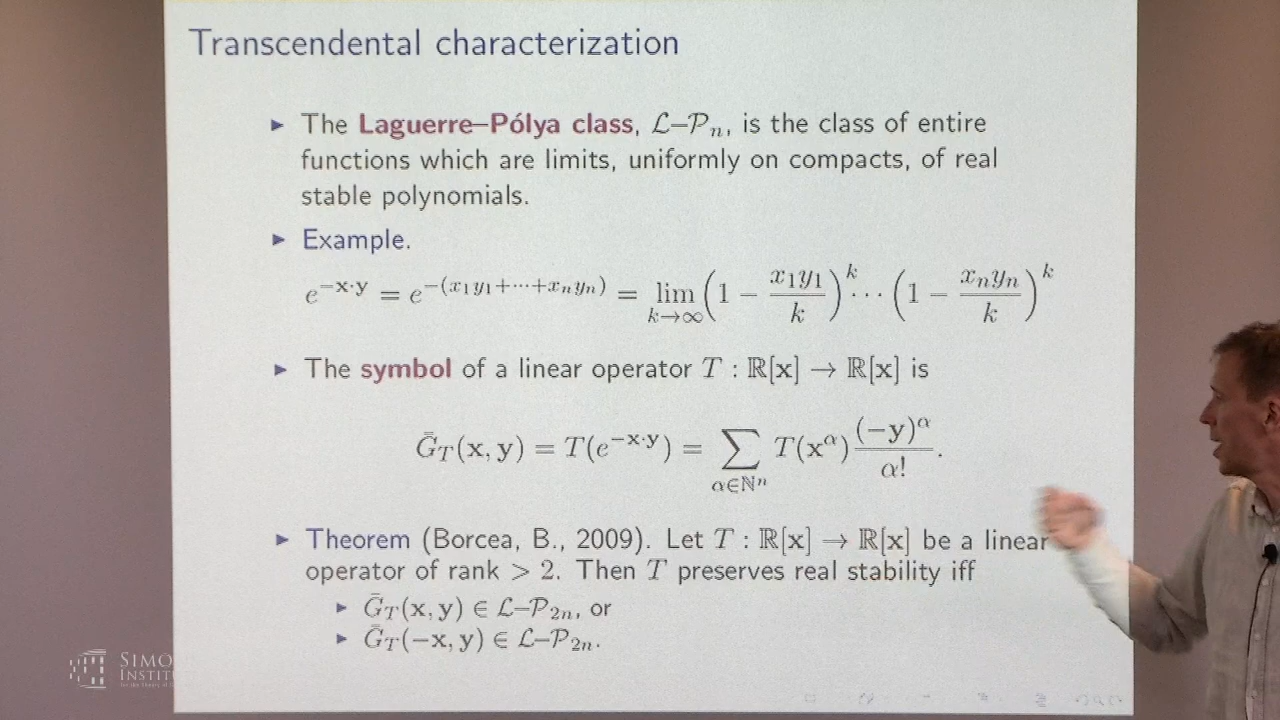 Transcendental characterization
▶ The Laguerre–Pólya class, ℒ–𝒫ₙ, is the class of entire
functions which are limits, uniformly on compacts, of real
stable polynomials.
▶ Example.
e^{−x·y} = e^{−(x₁y₁+···+xₙyₙ)} = lim_{k→∞} (1 − x₁y₁/k)^k ··· (1 − xₙyₙ/k)^k
▶ The symbol of a linear operator T : ℝ[x] → ℝ[x] is
Ḡ_T(x, y) = T(e^{−x·y}) = ∑_{α∈ℕⁿ} T(x^α) (−y)^α/α!.
▶ Theorem (Borcea, B., 2009). Let T : ℝ[x] → ℝ[x] be a linear
operator of rank > 2. Then T preserves real stability iff
▶ Ḡ_T(x, y) ∈ ℒ–𝒫₂ₙ, or
▶ Ḡ_T(−x, y) ∈ ℒ–𝒫₂ₙ.